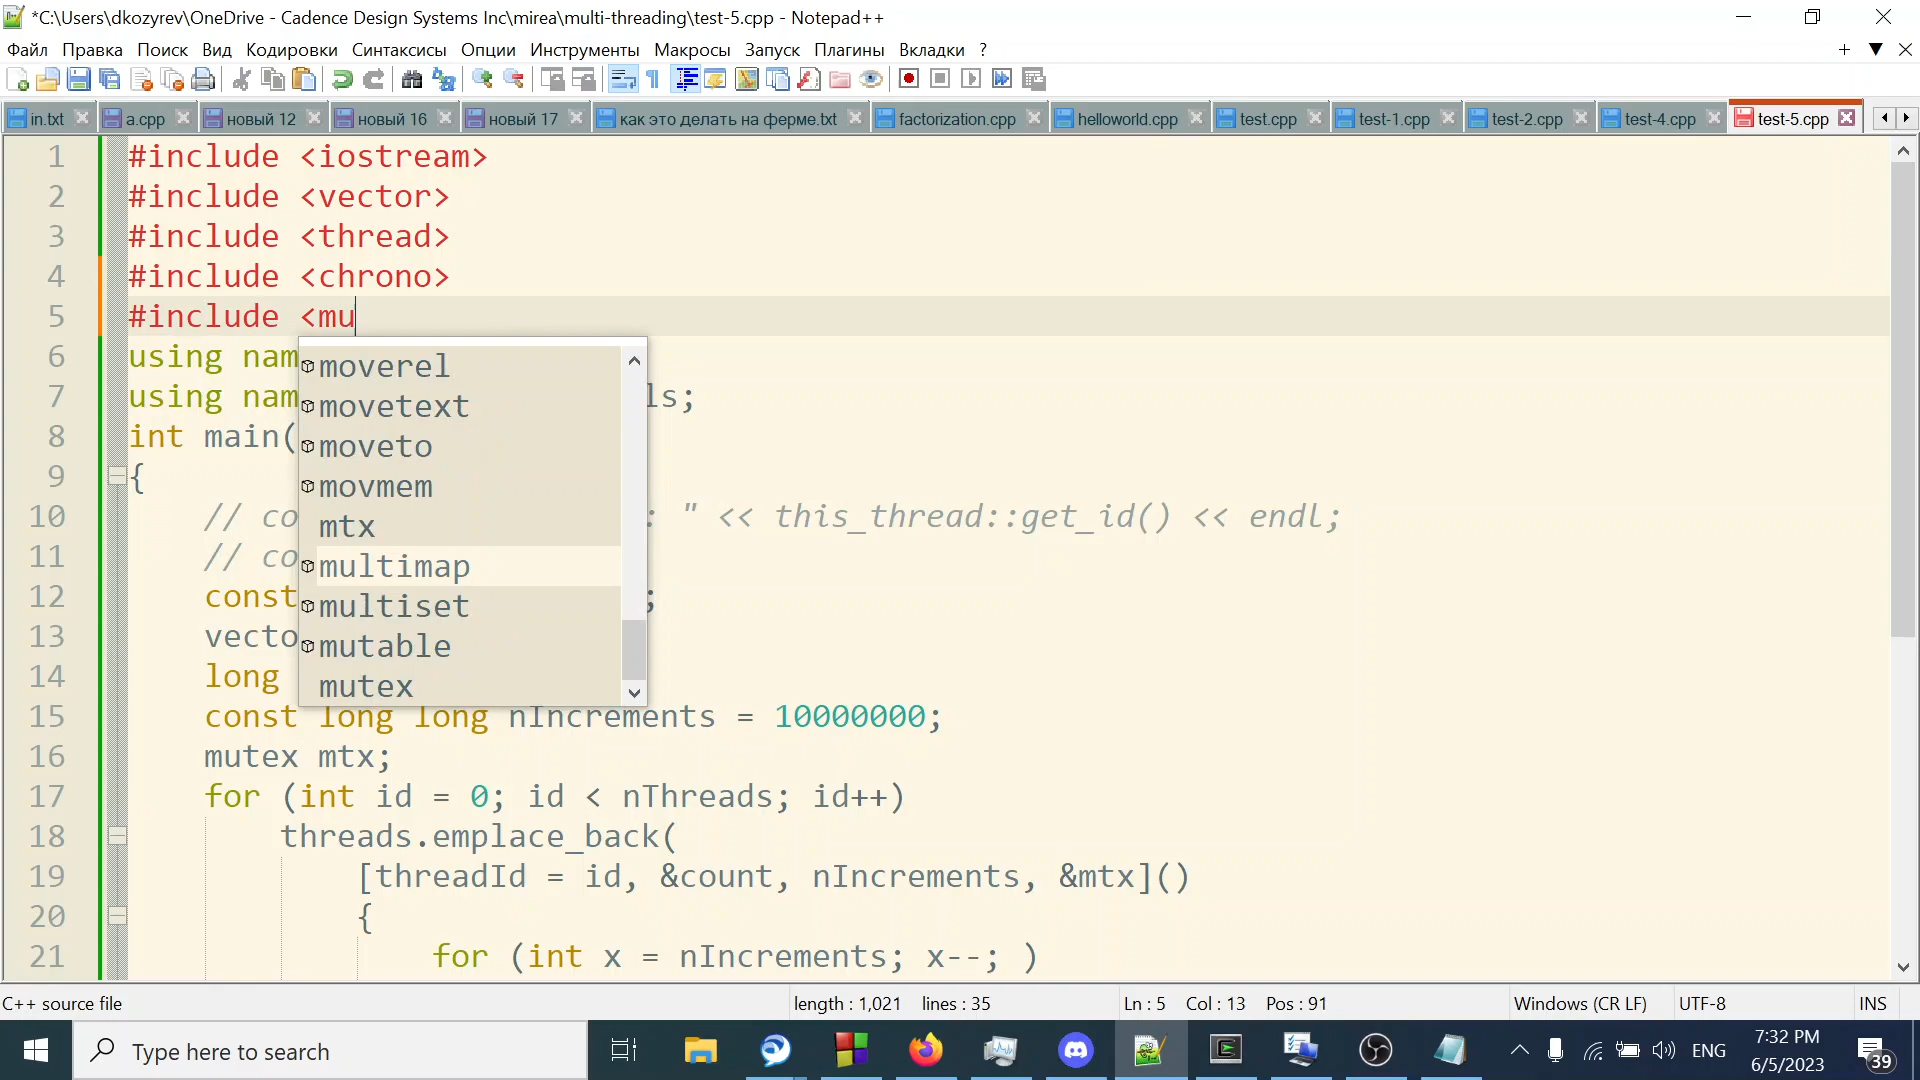 *C:\Users\dkozyrev\OneDrive - Cadence Design Systems Inc\mirea\multi-threading\test-5.cpp - Notepad++
Файл Правка Поиск Вид Кодировки Синтаксисы Опции Инструменты Макросы Запуск Плагины Вкладки ?
in.txt a.cpp новый 12 новый 16 новый 17 как это делать на ферме.txt factorization.cpp helloworld.cpp test.cpp test-1.cpp test-2.cpp test-4.cpp test-5.cpp
1 #include <iostream>
2 #include <vector>
3 #include <thread>
4 #include <chrono>
5 #include <mu
6 using nam
moverel
7 using nam ls;
movetext
8 int main(
moveto
9 {
movmem
10 // co : " << this_thread::get_id() << endl;
mtx
11 // co
multimap
12 const ;
multiset
13 vecto
mutable
14 long
mutex
15 const long long nIncrements = 10000000;
16 mutex mtx;
17 for (int id = 0; id < nThreads; id++)
18 threads.emplace_back(
19 [threadId = id, &count, nIncrements, &mtx]()
20 {
21 for (int x = nIncrements; x--; )
C++ source file length : 1,021 lines : 35 Ln : 5 Col : 13 Pos : 91 Windows (CR LF) UTF-8 INS
Type here to search
ENG
7:32 PM
6/5/2023
39